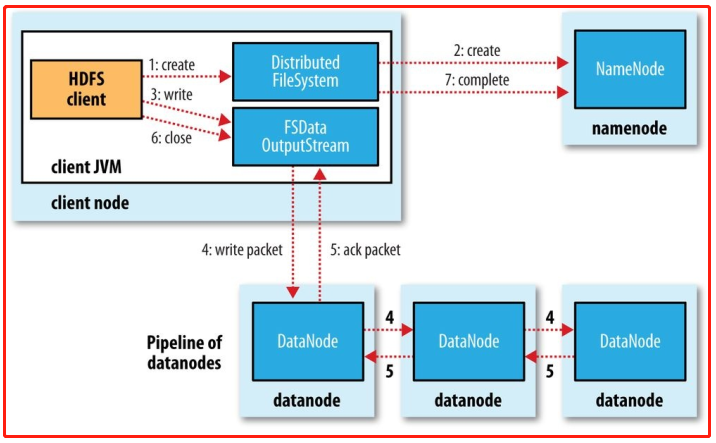 HDFS
client
1: create
3: write
6: close
Distributed
FileSystem
FSData
OutputStream
client JVM
client node
2: create
7: complete
NameNode
namenode
4: write packet
5: ack packet
Pipeline of
datanodes
DataNode
4
5
DataNode
4
5
DataNode
datanode
datanode
datanode